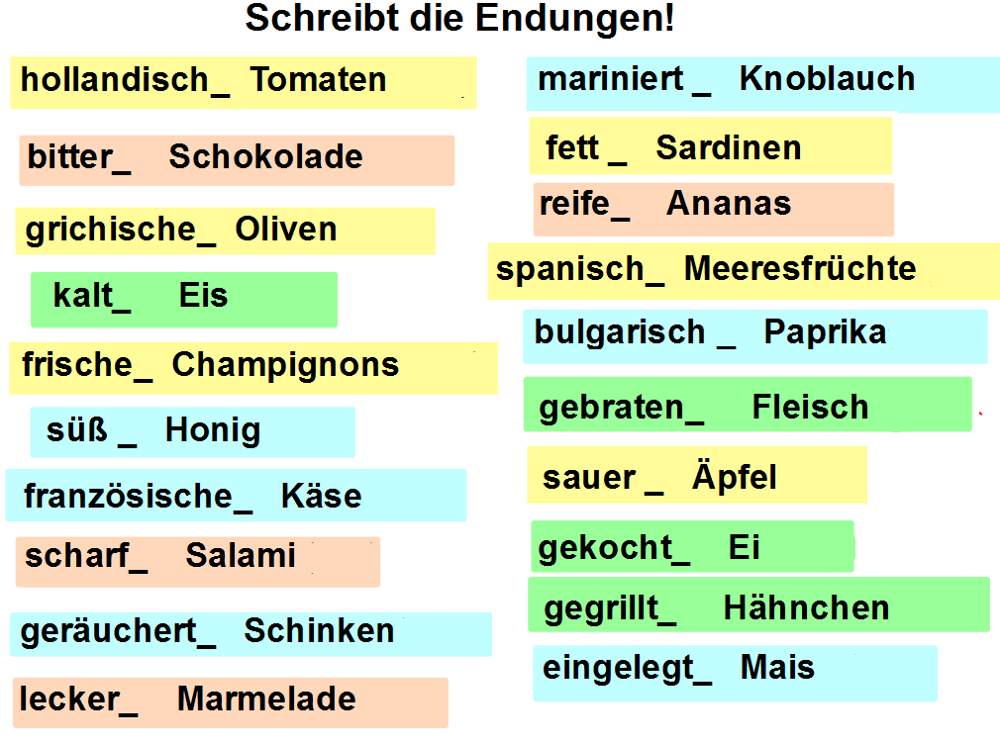 Schreibt die Endungen!
hollandisch_ Tomaten
bitter_ Schokolade
grichische_ Oliven
kalt_ Eis
frische_ Champignons
süß _ Honig
französische_ Käse
scharf_ Salami
geräuchert_ Schinken
lecker_ Marmelade
mariniert _ Knoblauch
fett _ Sardinen
reife_ Ananas
spanisch_ Meeresfrüchte
bulgarisch _ Paprika
gebraten_ Fleisch
sauer _ Äpfel
gekocht_ Ei
gegrillt_ Hähnchen
eingelegt_ Mais